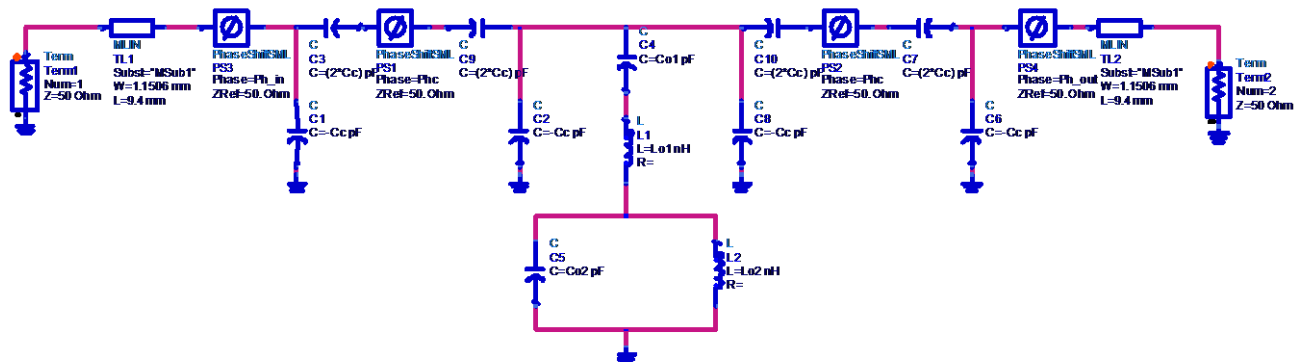 Term
Term1
Num=1
Z=50 Ohm
MLIN
TL1
Subst="MSub1"
W=1.1506 mm
L=9.4 mm
PhaseShiftSML
PS3
Phase=Ph_in
ZRef=50. Ohm
C
C3
C=(2*Cc) pF
PhaseShiftSML
PS1
Phase=Phc
ZRef=50. Ohm
C
C9
C=(2*Cc) pF
C
C4
C=Co1 pF
C
C10
C=(2*Cc) pF
PhaseShiftSML
PS2
Phase=Phc
ZRef=50. Ohm
C
C7
C=(2*Cc) pF
PhaseShiftSML
PS4
Phase=Ph_out
ZRef=50. Ohm
MLIN
TL2
Subst="MSub1"
W=1.1506 mm
L=9.4 mm
Term
Term2
Num=2
Z=50 Ohm
C
C1
C=-Cc pF
C
C2
C=-Cc pF
L
L1
L=Lo1 nH
R=
C
C8
C=-Cc pF
C
C6
C=-Cc pF
C
C5
C=Co2 pF
L
L2
L=Lo2 nH
R=